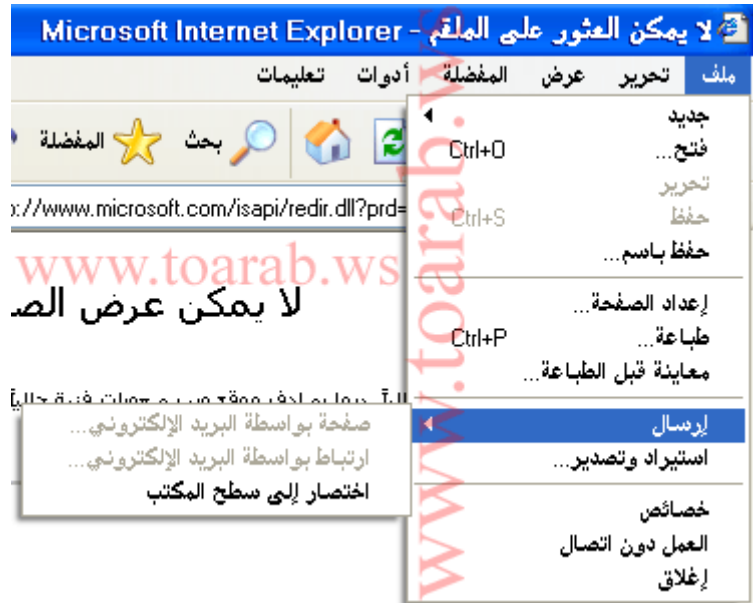 لا يمكن العثور على الملقم - Microsoft Internet Explorer
ملف تحرير عرض المفضلة أدوات تعليمات
بحث المفضلة
://www.microsoft.com/isapi/redir.dll?prd=
جديد
فتح... Ctrl+O
تحرير
حفظ Ctrl+S
حفظ باسم...
إعداد الصفحة...
طباعة... Ctrl+P
معاينة قبل الطباعة...
إرسال
استيراد وتصدير...
خصائص
العمل دون اتصال
إغلاق
صفحة بواسطة البريد الإلكتروني...
ارتباط بواسطة البريد الإلكتروني...
اختصار إلى سطح المكتب
لا يمكن عرض الص
www.toarab.ws
www.toarab.ws